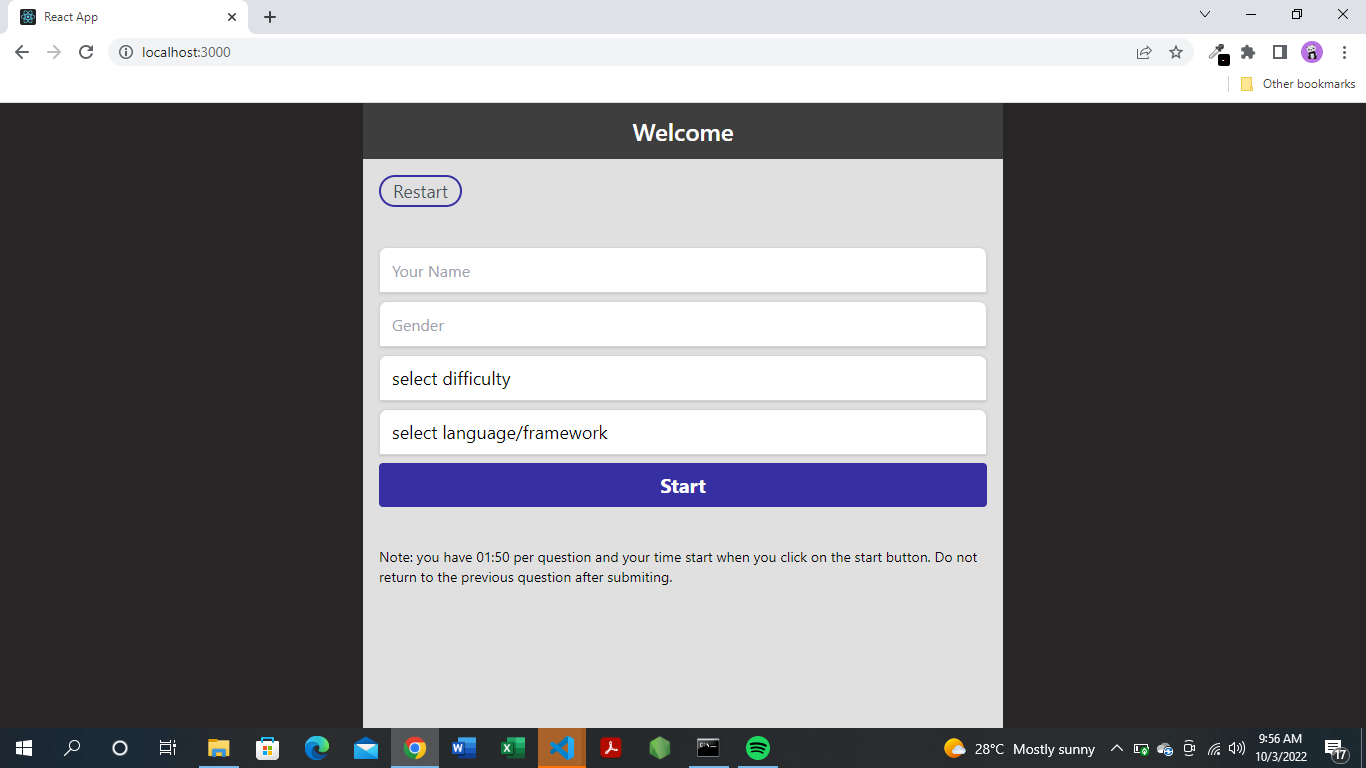 React App
localhost:3000
Other bookmarks
Welcome
Restart
Your Name
Gender
select difficulty
select language/framework
Start
Note: you have 01:50 per question and your time start when you click on the start button. Do not
return to the previous question after submiting.
28°C Mostly sunny
9:56 AM
10/3/2022
17